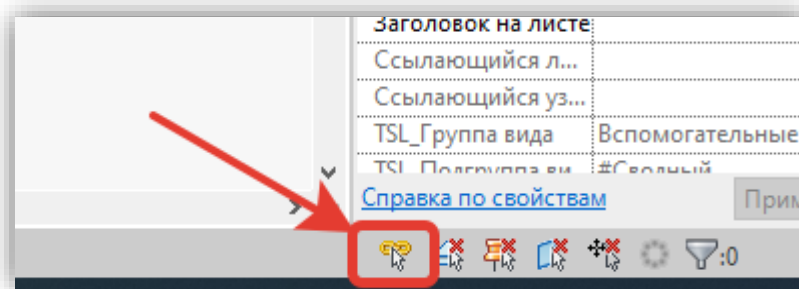 Заголовок на листе
Ссылающийся л...
Ссылающийся уз...
TSL_Группа вида Вспомогательные
TSL_Подгруппа ви... #Сводный
Справка по свойствам Прим
:0